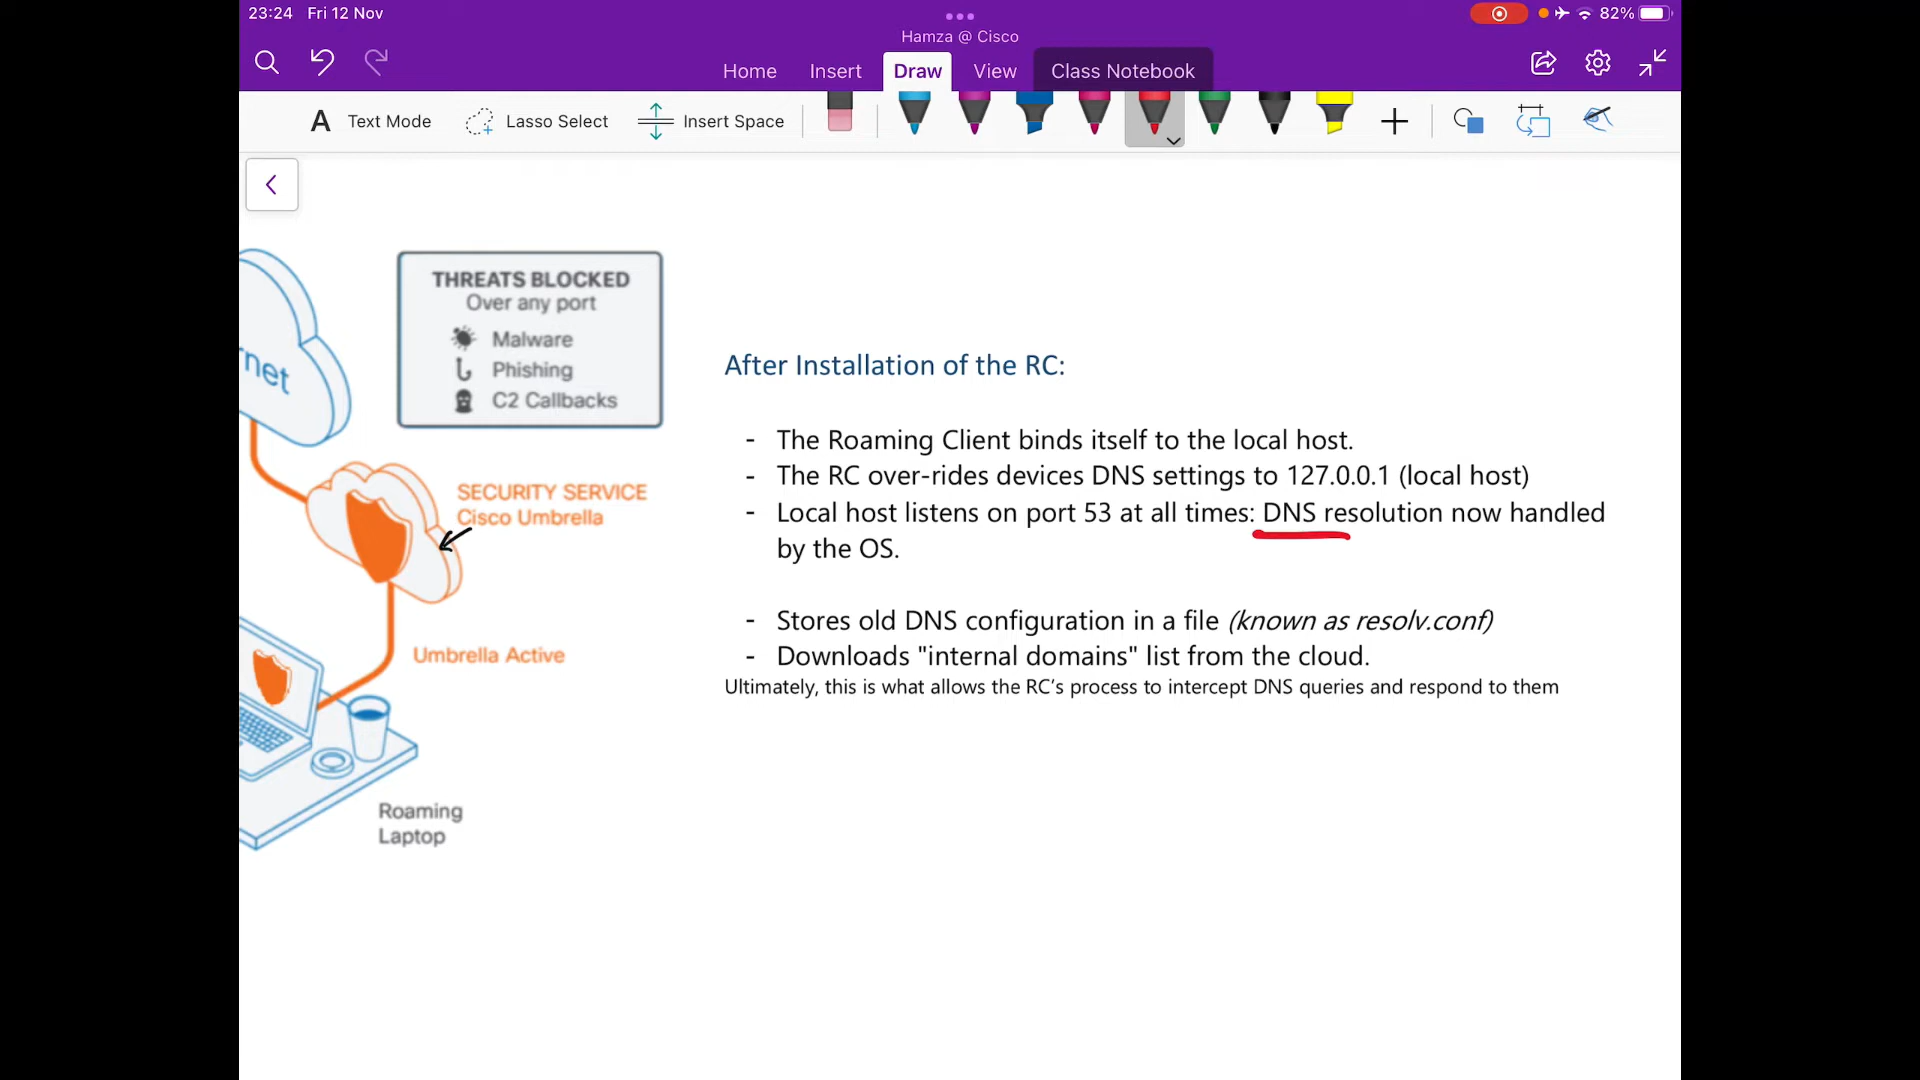 23:24 Fri 12 Nov
82%
Hamza @ Cisco
Home Insert Draw View Class Notebook
A Text Mode Lasso Select Insert Space
THREATS BLOCKED
Over any port
Malware
Phishing
C2 Callbacks
rnet
SECURITY SERVICE
Cisco Umbrella
Umbrella Active
Roaming
Laptop
After Installation of the RC:
- The Roaming Client binds itself to the local host.
- The RC over-rides devices DNS settings to 127.0.0.1 (local host)
- Local host listens on port 53 at all times: DNS resolution now handled
by the OS.
- Stores old DNS configuration in a file (known as resolv.conf)
- Downloads "internal domains" list from the cloud.
Ultimately, this is what allows the RC’s process to intercept DNS queries and respond to them